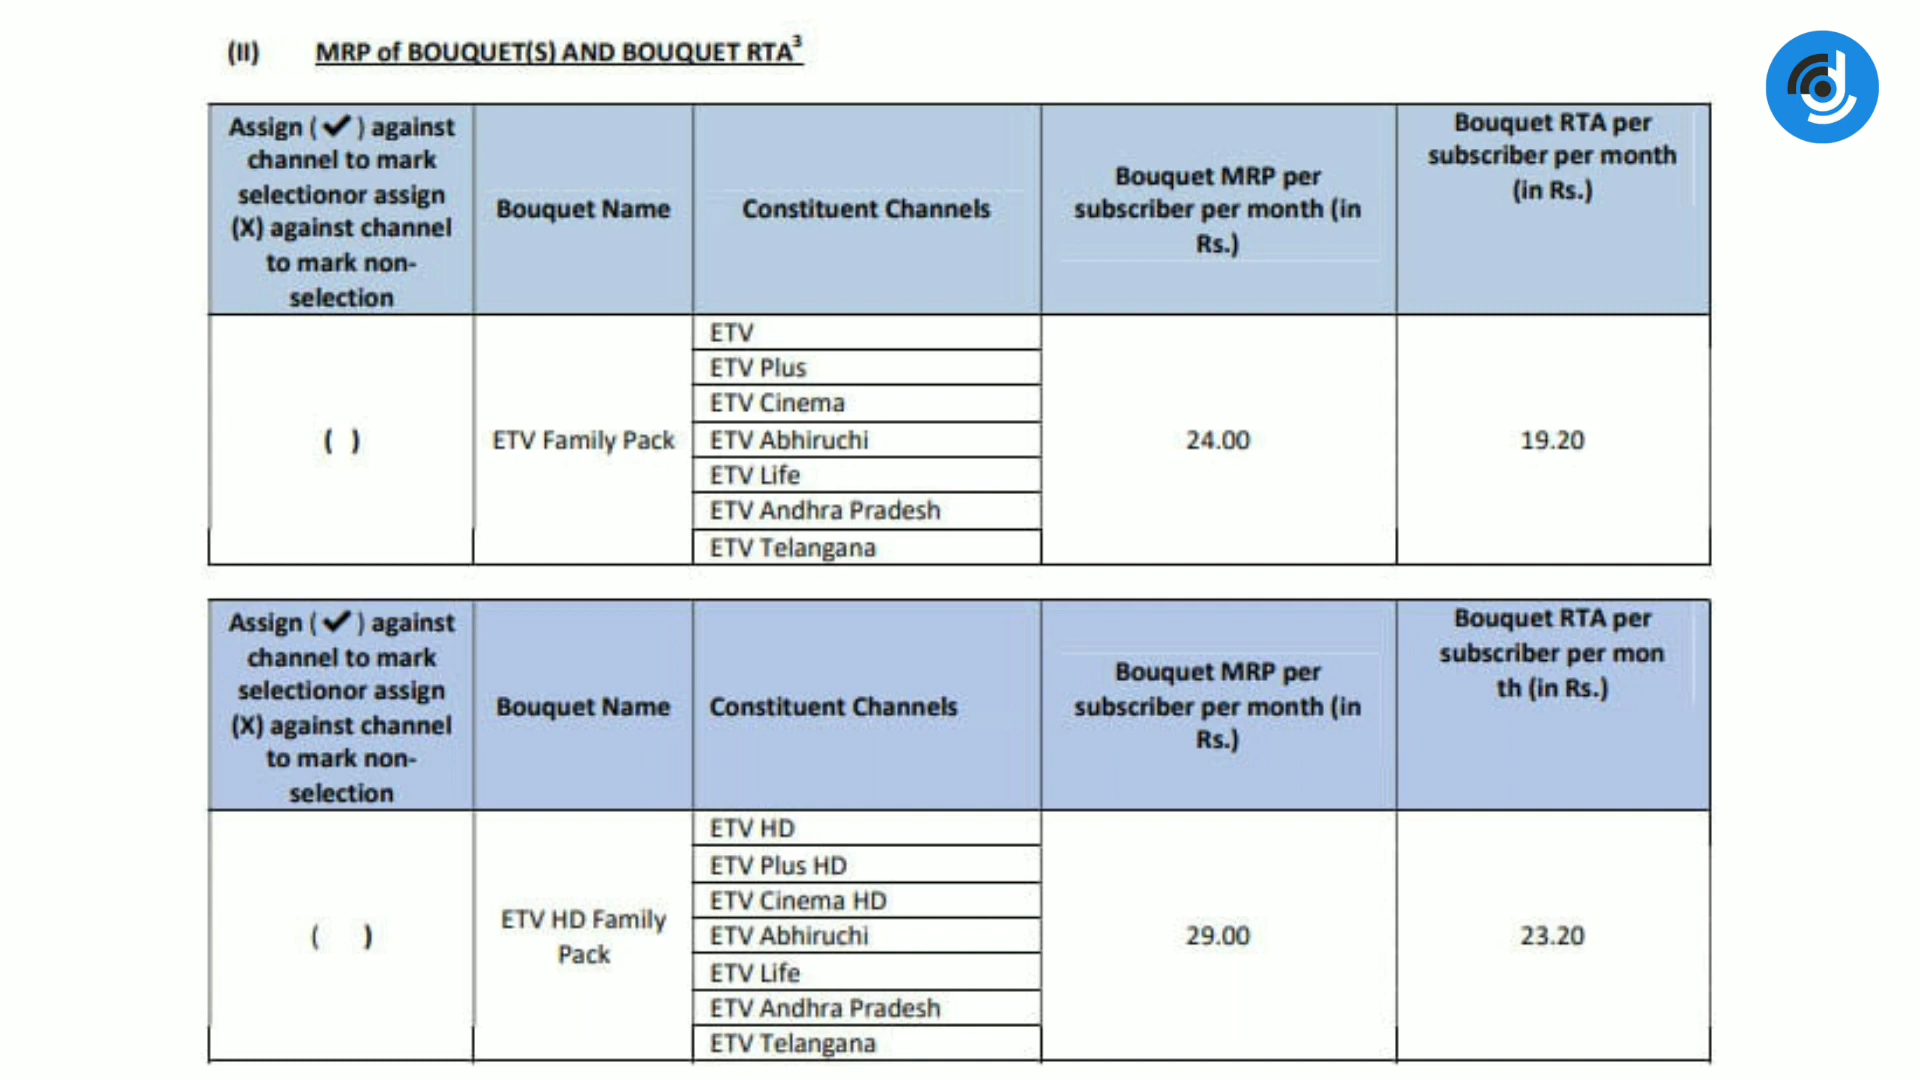 (II) MRP of BOUQUET(S) AND BOUQUET RTA³
Assign ( ✔ ) against
channel to mark
selectionor assign
(X) against channel
to mark non-
selection
Bouquet Name
Constituent Channels
Bouquet MRP per
subscriber per month (in
Rs.)
Bouquet RTA per
subscriber per month
(in Rs.)
( )
ETV Family Pack
ETV
ETV Plus
ETV Cinema
ETV Abhiruchi
ETV Life
ETV Andhra Pradesh
ETV Telangana
24.00
19.20
Assign ( ✔ ) against
channel to mark
selectionor assign
(X) against channel
to mark non-
selection
Bouquet Name
Constituent Channels
Bouquet MRP per
subscriber per month (in
Rs.)
Bouquet RTA per
subscriber per mon
th (in Rs.)
( )
ETV HD Family
Pack
ETV HD
ETV Plus HD
ETV Cinema HD
ETV Abhiruchi
ETV Life
ETV Andhra Pradesh
ETV Telangana
29.00
23.20